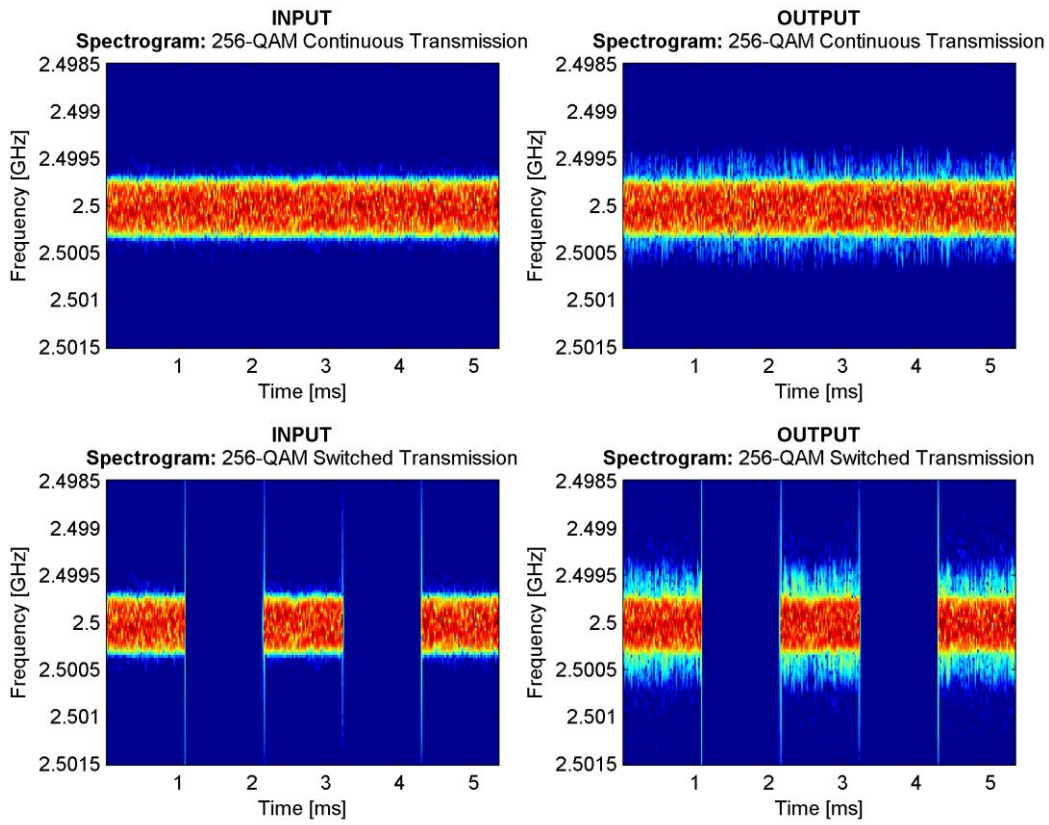 INPUT
Spectrogram: 256-QAM Continuous Transmission
2.4985
2.499
2.4995
2.5
2.5005
2.501
2.5015
Frequency [GHz]
1 2 3 4 5
Time [ms]
OUTPUT
Spectrogram: 256-QAM Continuous Transmission
2.4985
2.499
2.4995
2.5
2.5005
2.501
2.5015
Frequency [GHz]
1 2 3 4 5
Time [ms]
INPUT
Spectrogram: 256-QAM Switched Transmission
2.4985
2.499
2.4995
2.5
2.5005
2.501
2.5015
Frequency [GHz]
1 2 3 4 5
Time [ms]
OUTPUT
Spectrogram: 256-QAM Switched Transmission
2.4985
2.499
2.4995
2.5
2.5005
2.501
2.5015
Frequency [GHz]
1 2 3 4 5
Time [ms]